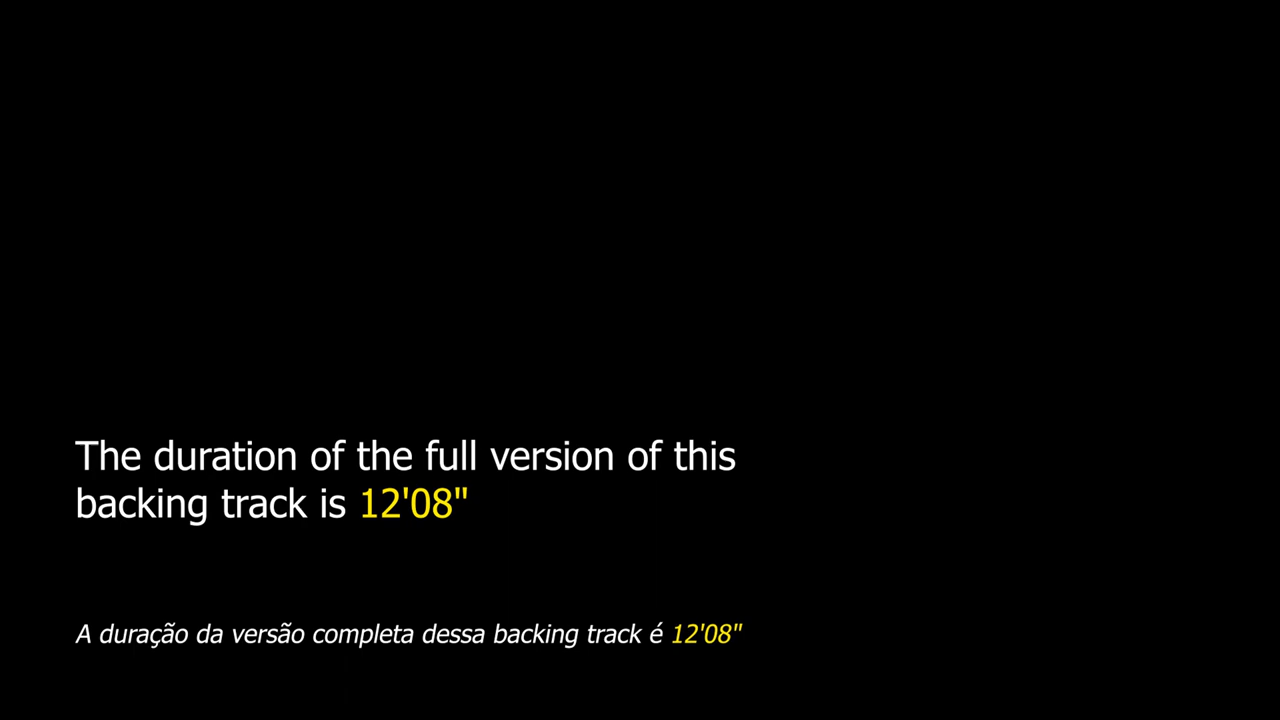 The duration of the full version of this
backing track is 12'08"
A duração da versão completa dessa backing track é 12'08"